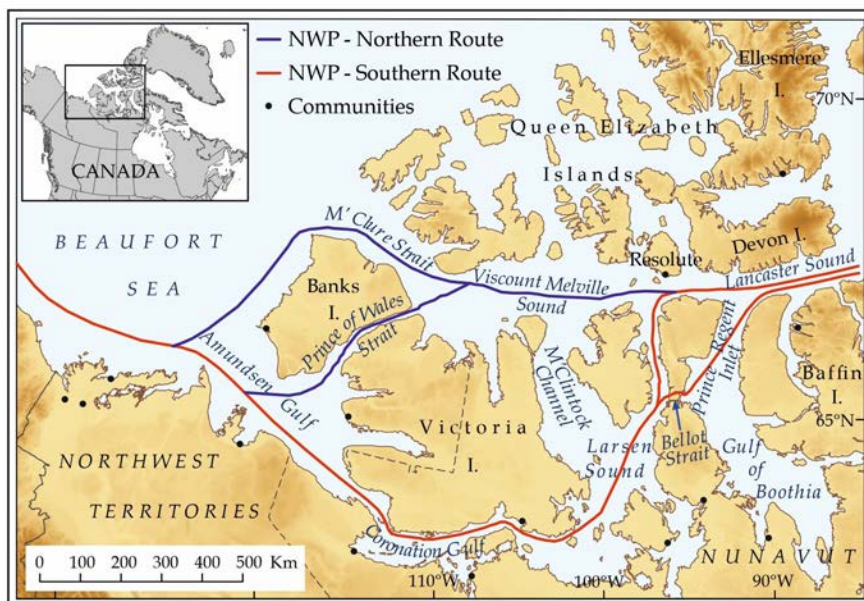 NWP - Northern Route
NWP - Southern Route
Communities
CANADA
Ellesmere
I.
70°N
Queen Elizabeth
Islands
BEAUFORT
SEA
M'Clure Strait
Devon I.
Resolute
Lancaster Sound
Viscount Melville
Sound
Banks
I.
Prince of Wales
Strait
Prince Regent
Inlet
Amundsen Gulf
M'Clintock
Channel
Baffin
I.
65°N
Victoria
I.
Larsen
Sound
Bellot
Strait
Gulf
of
Boothia
NORTHWEST
TERRITORIES
Coronation Gulf
NUNAVUT
0 100 200 300 400 500 Km
110°W
100°W
90°W